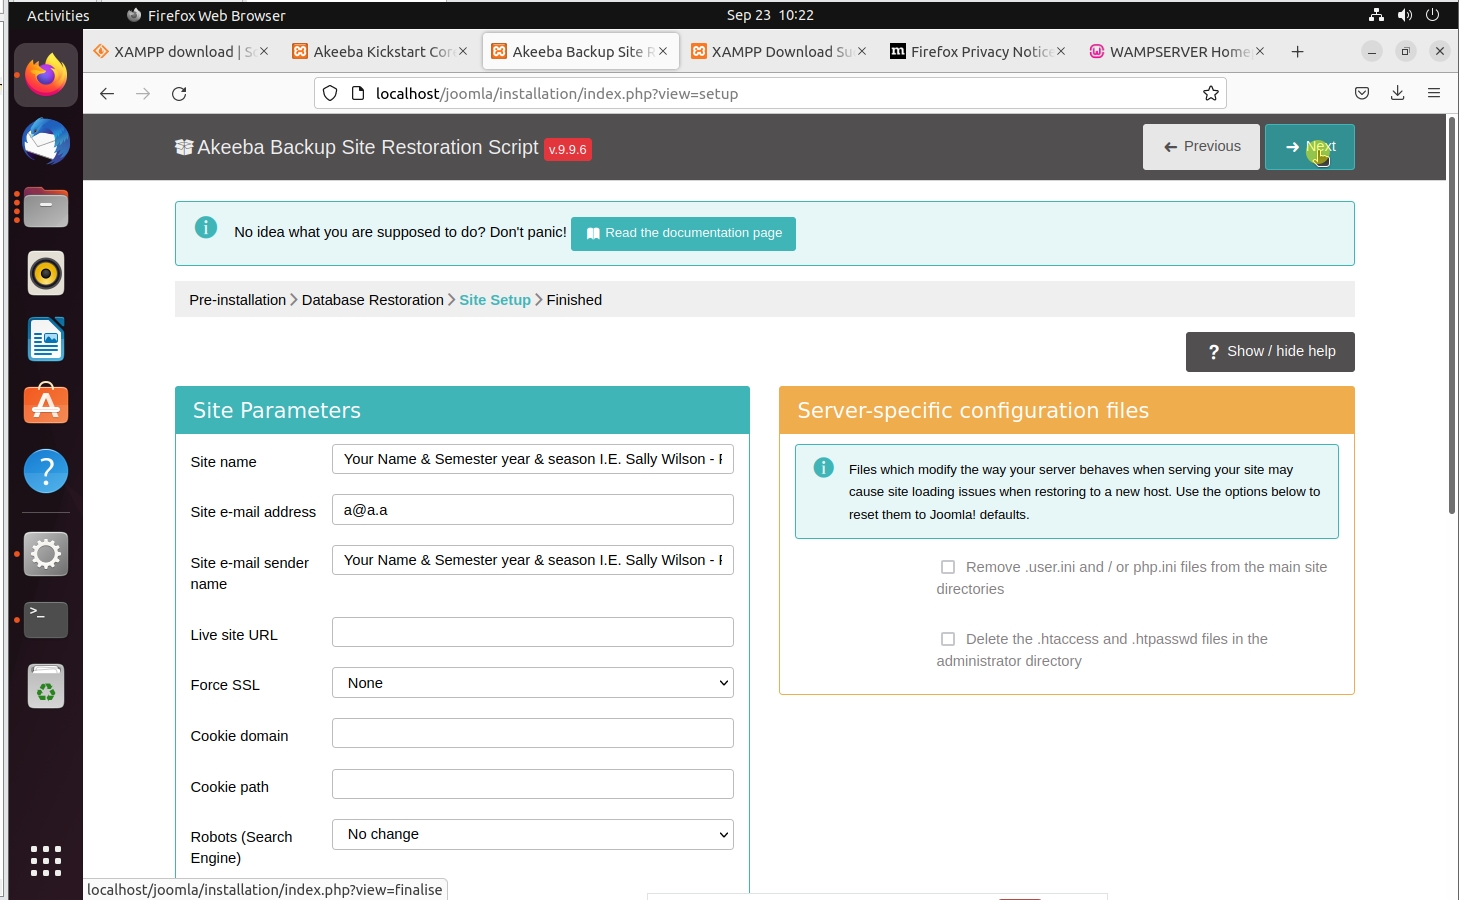 Activities
Firefox Web Browser
Sep 23 10:22
XAMPP download | S
Akeeba Kickstart Cor
Akeeba Backup Site R
XAMPP Download Su
Firefox Privacy Notice
WAMPSERVER Home
localhost/joomla/installation/index.php?view=setup
Akeeba Backup Site Restoration Script v.9.9.6
Previous
Next
No idea what you are supposed to do? Don't panic! Read the documentation page
Pre-installation > Database Restoration > Site Setup > Finished
? Show / hide help
Site Parameters
Site name
Your Name & Semester year & season I.E. Sally Wilson - F
Site e-mail address
a@a.a
Site e-mail sender
name
Your Name & Semester year & season I.E. Sally Wilson - F
Live site URL
Force SSL
None
Cookie domain
Cookie path
Robots (Search
Engine)
No change
Server-specific configuration files
Files which modify the way your server behaves when serving your site may
cause site loading issues when restoring to a new host. Use the options below to
reset them to Joomla! defaults.
Remove .user.ini and / or php.ini files from the main site
directories
Delete the .htaccess and .htpasswd files in the
administrator directory
localhost/joomla/installation/index.php?view=finalise